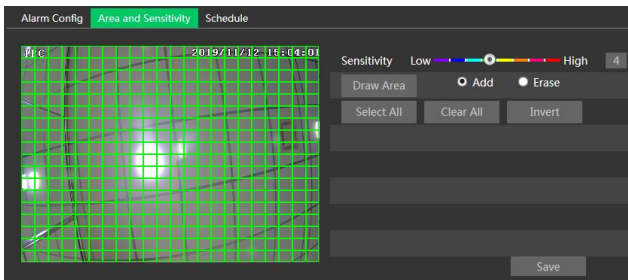 Alarm Config Area and Sensitivity Schedule
IPC 2019/11/12 15:04:01
Sensitivity Low High 4
Draw Area Add Erase
Select All Clear All Invert
Save